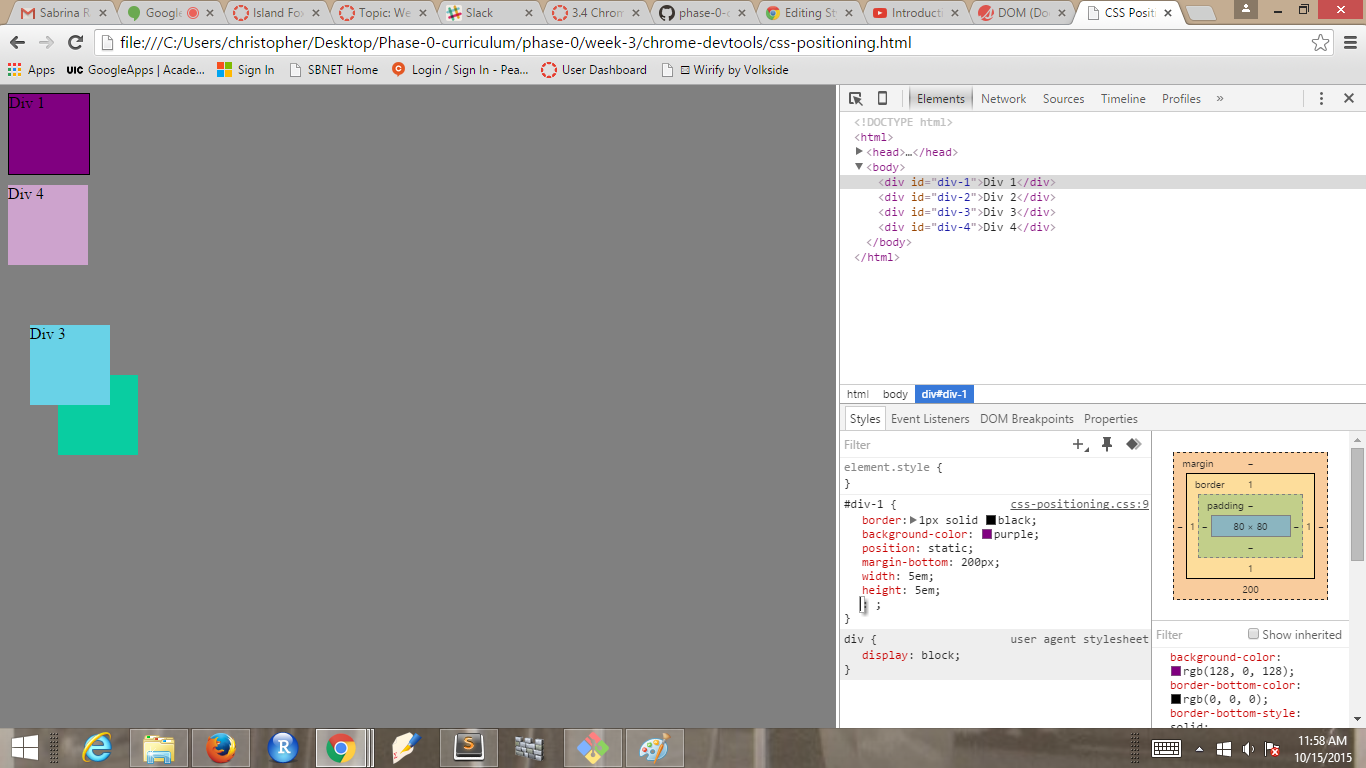 Sabrina R
Google
Island Fo
Topic: We
Slack
3.4 Chrom
phase-0-c
Editing St
Introducti
DOM (Do
CSS Posit
file:///C:/Users/christopher/Desktop/Phase-0-curriculum/phase-0/week-3/chrome-devtools/css-positioning.html
Apps
UIC GoogleApps | Acade...
Sign In
SBNET Home
Login / Sign In - Pea...
User Dashboard
Wirify by Volkside
Div 1
Div 4
Div 3
Elements Network Sources Timeline Profiles »
<!DOCTYPE html>
<html>
<head>…</head>
<body>
<div id="div-1">Div 1</div>
<div id="div-2">Div 2</div>
<div id="div-3">Div 3</div>
<div id="div-4">Div 4</div>
</body>
</html>
html body div#div-1
Styles Event Listeners DOM Breakpoints Properties
Filter
element.style {
}
#div-1 { css-positioning.css:9
border: 1px solid black;
background-color: purple;
position: static;
margin-bottom: 200px;
width: 5em;
height: 5em;
: ;
}
div { user agent stylesheet
display: block;
}
margin –
border 1
padding –
– 1 – 80 × 80 – 1 –
–
1
200
Filter Show inherited
background-color:
rgb(128, 0, 128);
border-bottom-color:
rgb(0, 0, 0);
border-bottom-style:
solid;
11:58 AM
10/15/2015